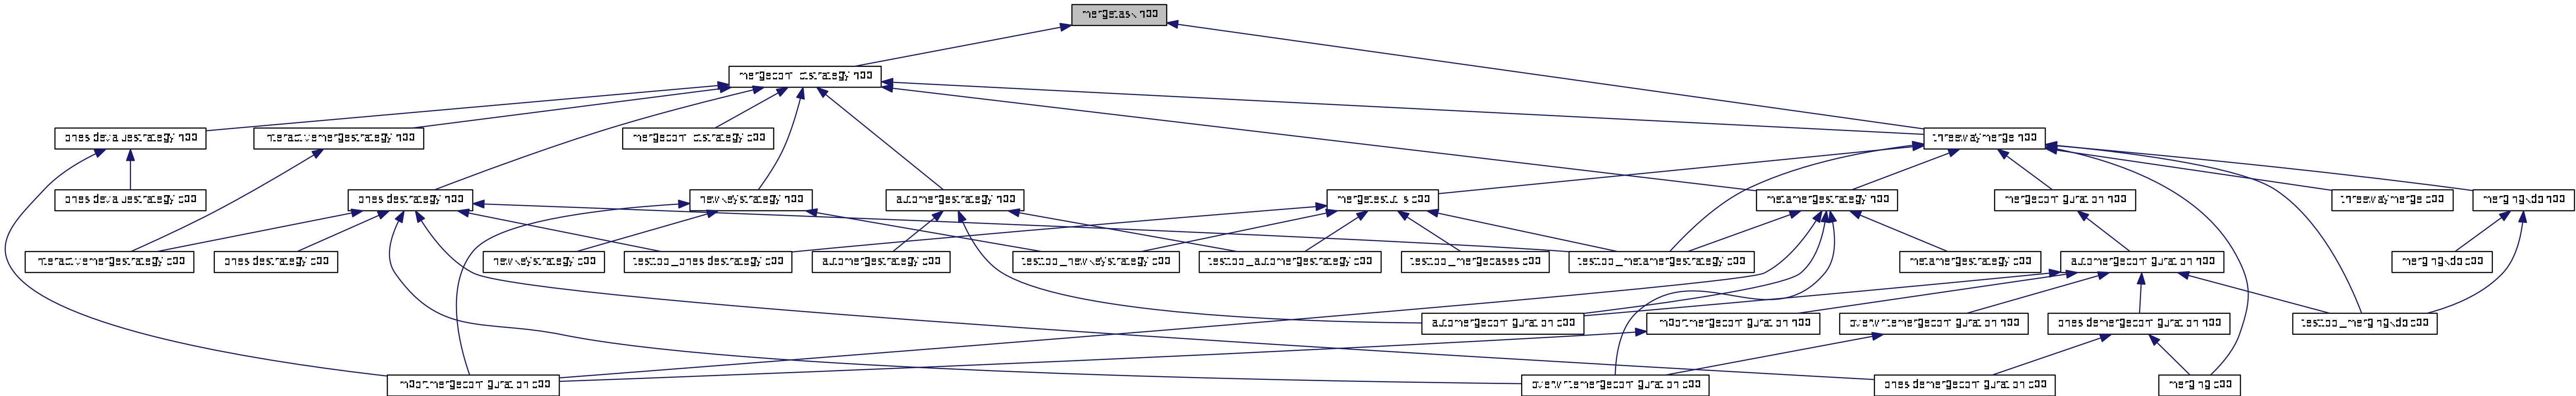 mergetask.hpp
mergeconflictstrategy.hpp
onesidevaluestrategy.hpp
interactivemergestrategy.hpp
mergeconflictstrategy.cpp
threewaymerge.hpp
onesidevaluestrategy.cpp
onesidestrategy.hpp
newkeystrategy.hpp
automergestrategy.hpp
mergetestutils.cpp
metamergestrategy.hpp
mergeconfiguration.hpp
threewaymerge.cpp
mergingkdb.hpp
interactivemergestrategy.cpp
onesidestrategy.cpp
newkeystrategy.cpp
testtool_onesidestrategy.cpp
automergestrategy.cpp
testtool_newkeystrategy.cpp
testtool_automergestrategy.cpp
testtool_mergecases.cpp
testtool_metamergestrategy.cpp
metamergestrategy.cpp
automergeconfiguration.hpp
mergingkdb.cpp
automergeconfiguration.cpp
importmergeconfiguration.hpp
overwritemergeconfiguration.hpp
onesidemergeconfiguration.hpp
testtool_mergingkdb.cpp
importmergeconfiguration.cpp
overwritemergeconfiguration.cpp
onesidemergeconfiguration.cpp
merging.cpp